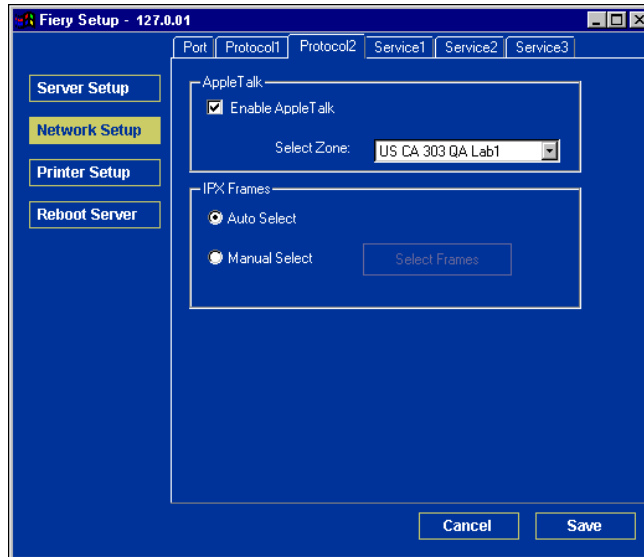 Fiery Setup - 127.0.01
Port Protocol1 Protocol2 Service1 Service2 Service3
Server Setup
Network Setup
Printer Setup
Reboot Server
AppleTalk
Enable AppleTalk
Select Zone: US CA 303 QA Lab1
IPX Frames
Auto Select
Manual Select Select Frames
Cancel Save